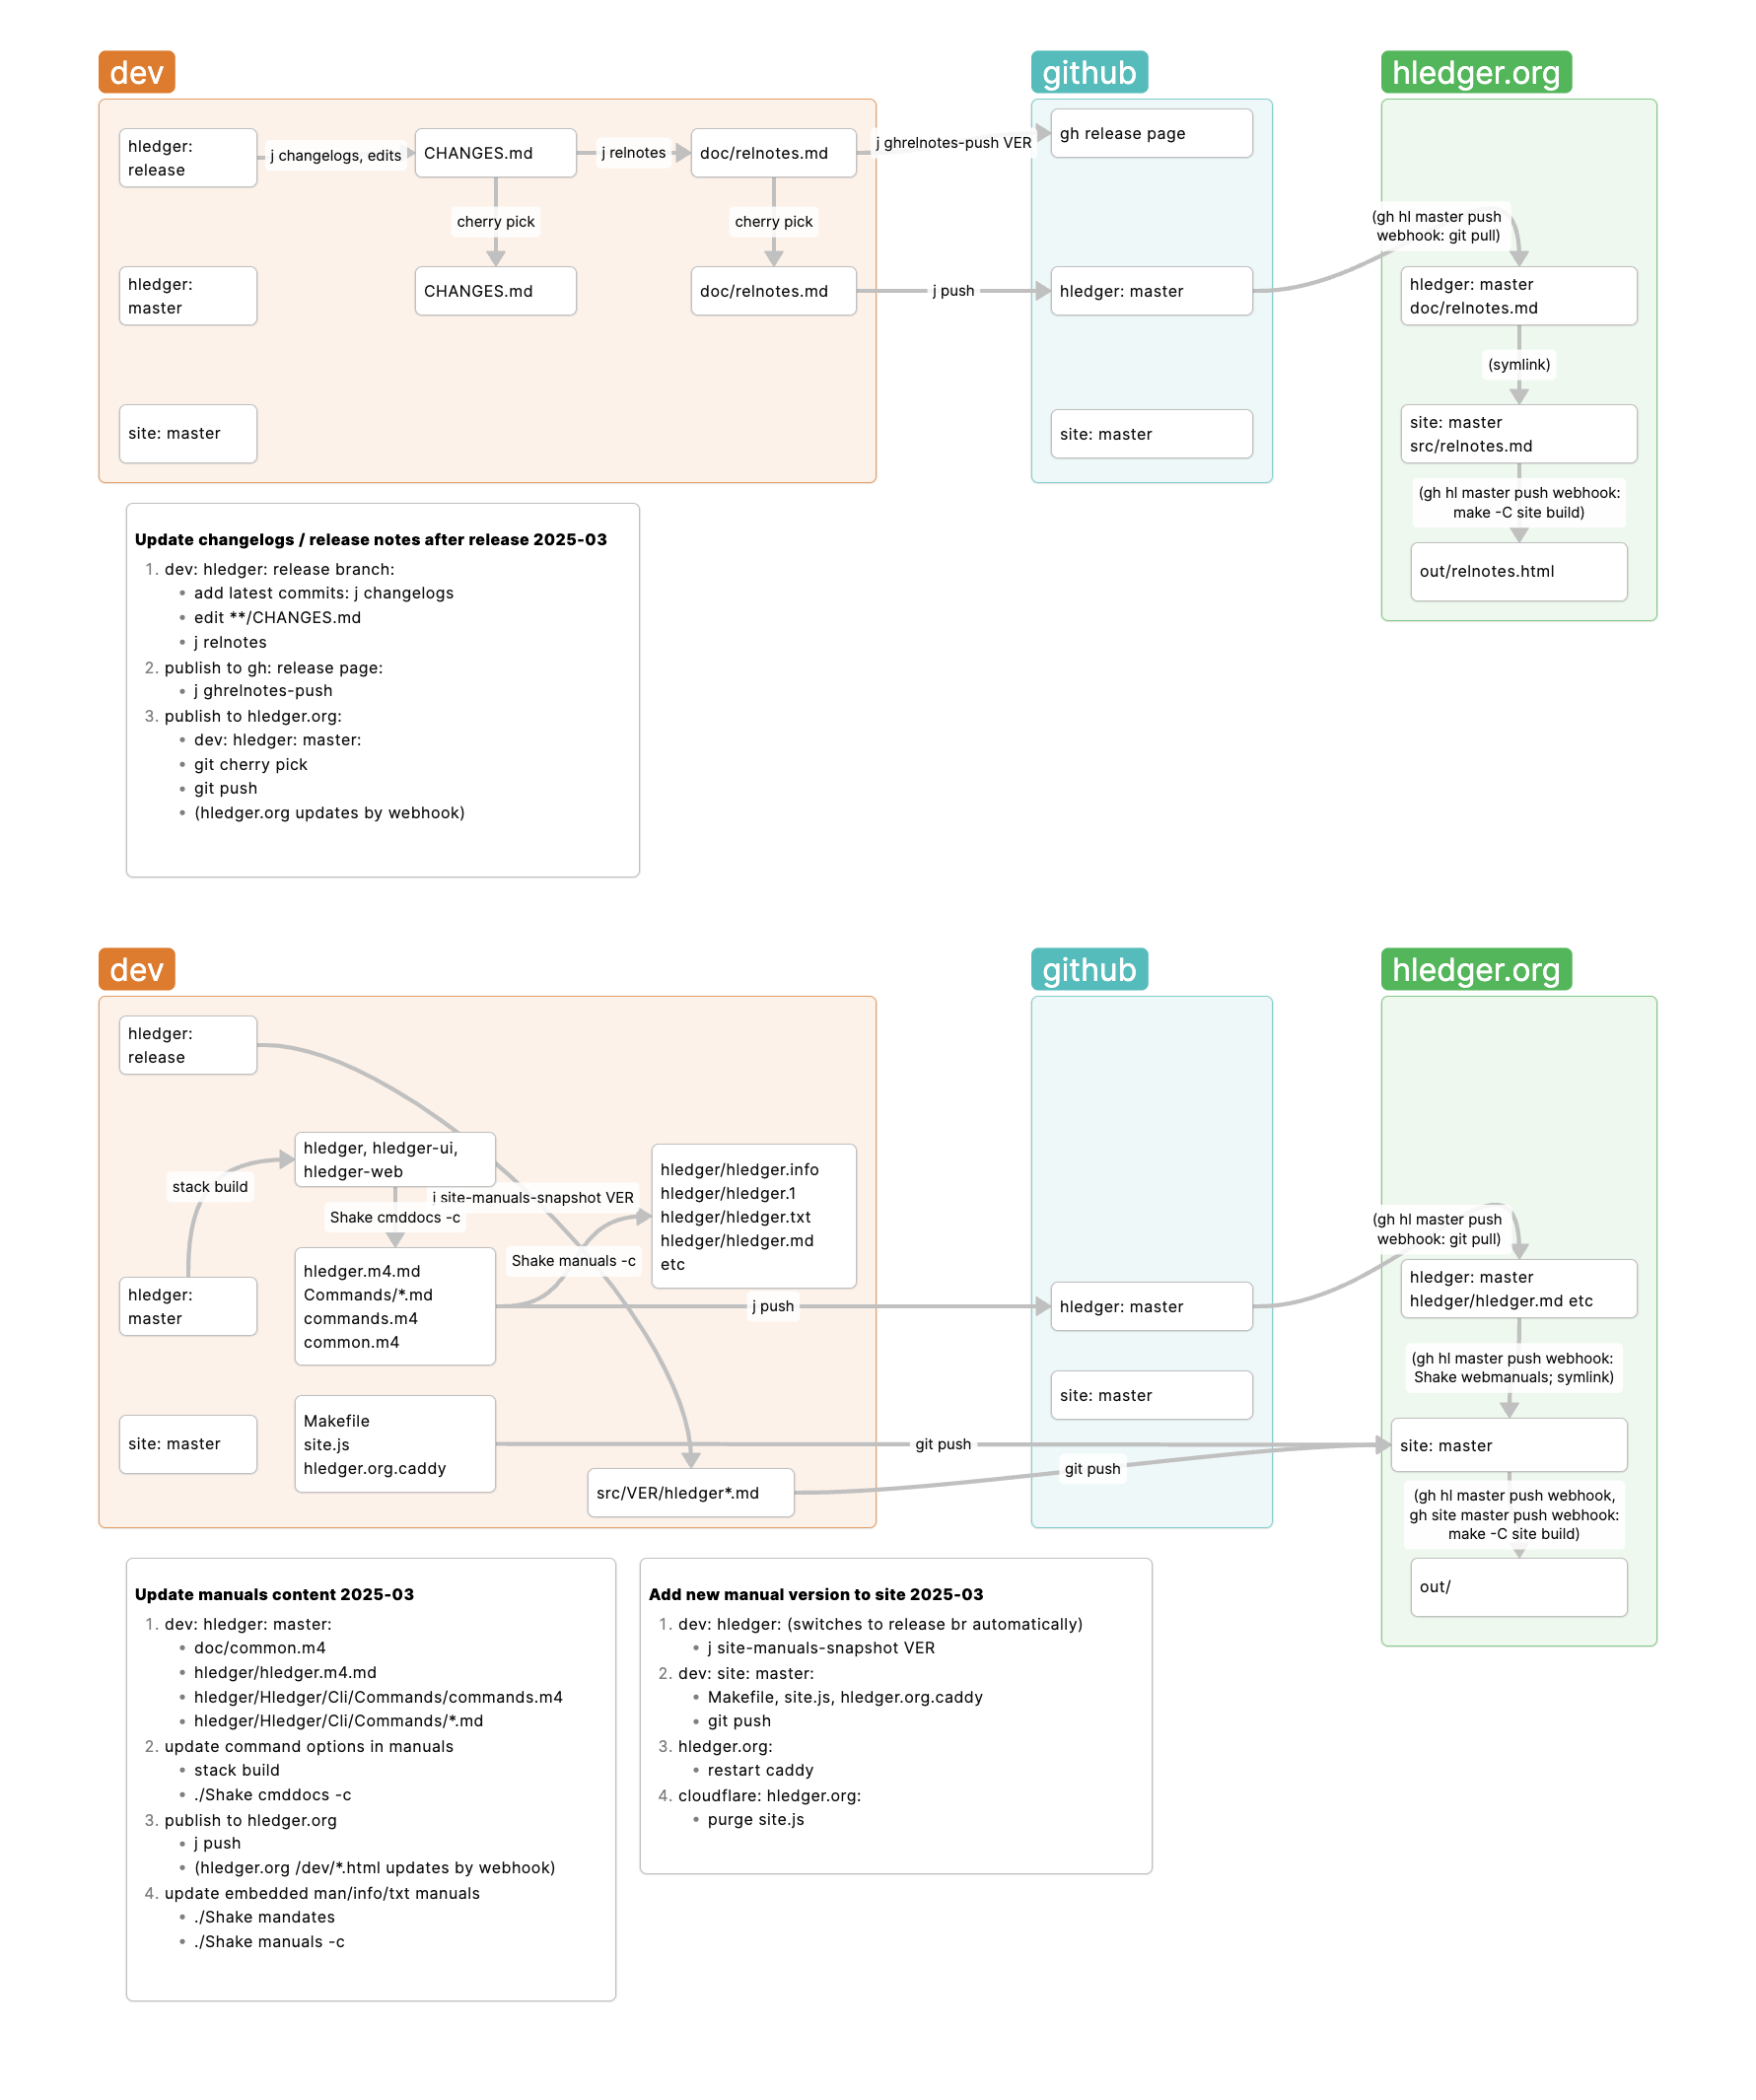 dev
github
hledger.org
hledger:
release
j changelogs, edits
CHANGES.md
j relnotes
doc/relnotes.md
j ghrelnotes-push VER
gh release page
cherry pick
cherry pick
(gh hl master push
webhook: git pull)
hledger:
master
CHANGES.md
doc/relnotes.md
j push
hledger: master
hledger: master
doc/relnotes.md
(symlink)
site: master
site: master
site: master
src/relnotes.md
(gh hl master push webhook:
make -C site build)
out/relnotes.html
Update changelogs / release notes after release 2025-03
1. dev: hledger: release branch:
• add latest commits: j changelogs
• edit **/CHANGES.md
• j relnotes
2. publish to gh: release page:
• j ghrelnotes-push
3. publish to hledger.org:
• dev: hledger: master:
• git cherry pick
• git push
• (hledger.org updates by webhook)
dev
github
hledger.org
hledger:
release
hledger, hledger-ui,
hledger-web
stack build
j site-manuals-snapshot VER
Shake cmddocs -c
hledger/hledger.info
hledger/hledger.1
hledger/hledger.txt
hledger/hledger.md
etc
Shake manuals -c
(gh hl master push
webhook: git pull)
hledger:
master
hledger.m4.md
Commands/*.md
commands.m4
common.m4
j push
hledger: master
hledger: master
hledger/hledger.md etc
(gh hl master push webhook:
Shake webmanuals; symlink)
site: master
site: master
Makefile
site.js
hledger.org.caddy
git push
git push
site: master
src/VER/hledger*.md
(gh hl master push webhook,
gh site master push webhook:
make -C site build)
out/
Update manuals content 2025-03
1. dev: hledger: master:
• doc/common.m4
• hledger/hledger.m4.md
• hledger/Hledger/Cli/Commands/commands.m4
• hledger/Hledger/Cli/Commands/*.md
2. update command options in manuals
• stack build
• ./Shake cmddocs -c
3. publish to hledger.org
• j push
• (hledger.org /dev/*.html updates by webhook)
4. update embedded man/info/txt manuals
• ./Shake mandates
• ./Shake manuals -c
Add new manual version to site 2025-03
1. dev: hledger: (switches to release br automatically)
• j site-manuals-snapshot VER
2. dev: site: master:
• Makefile, site.js, hledger.org.caddy
• git push
3. hledger.org:
• restart caddy
4. cloudflare: hledger.org:
• purge site.js